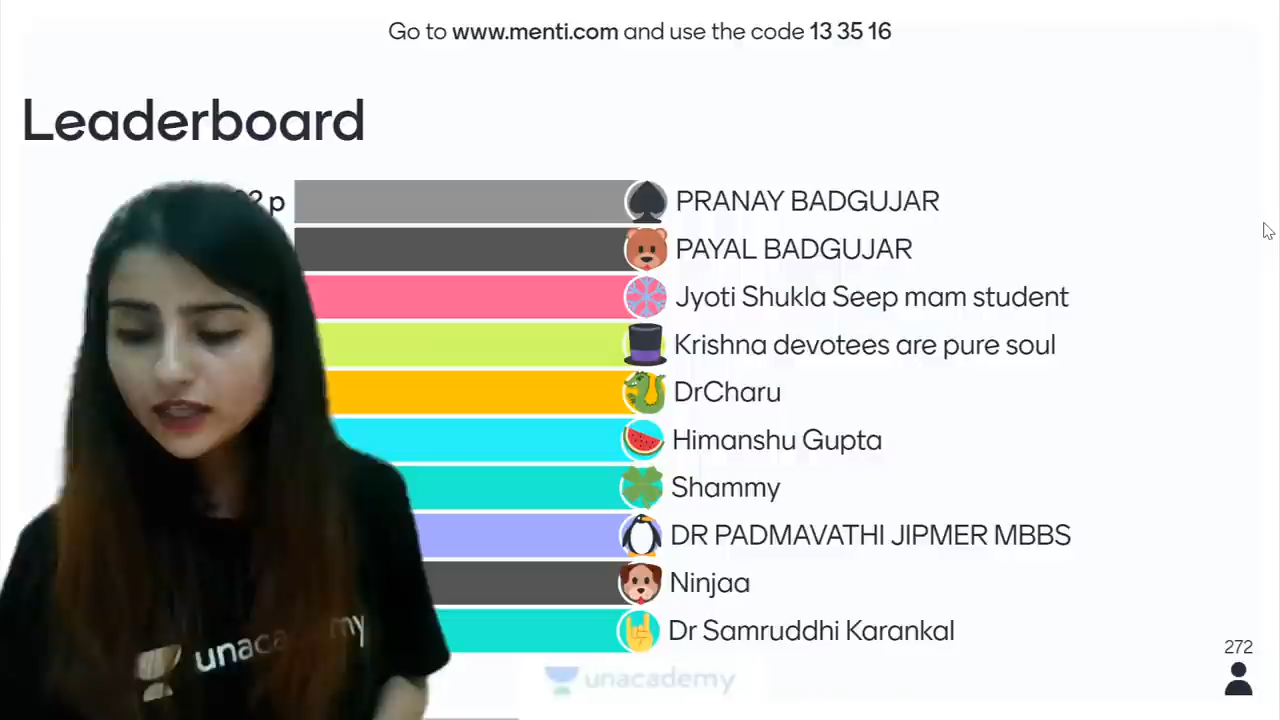 Go to www.menti.com and use the code 13 35 16
Leaderboard
2 p
PRANAY BADGUJAR
PAYAL BADGUJAR
Jyoti Shukla Seep mam student
Krishna devotees are pure soul
DrCharu
Himanshu Gupta
Shammy
DR PADMAVATHI JIPMER MBBS
Ninjaa
Dr Samruddhi Karankal
272
unacademy
unacademy